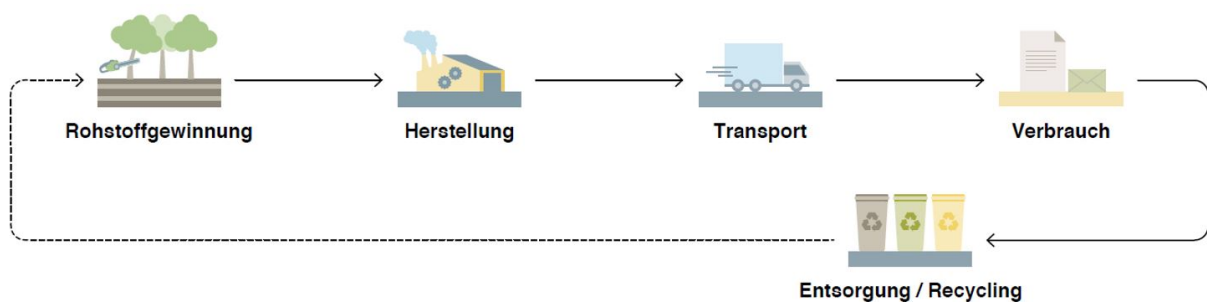 Rohstoffgewinnung
Herstellung
Transport
Verbrauch
Entsorgung / Recycling